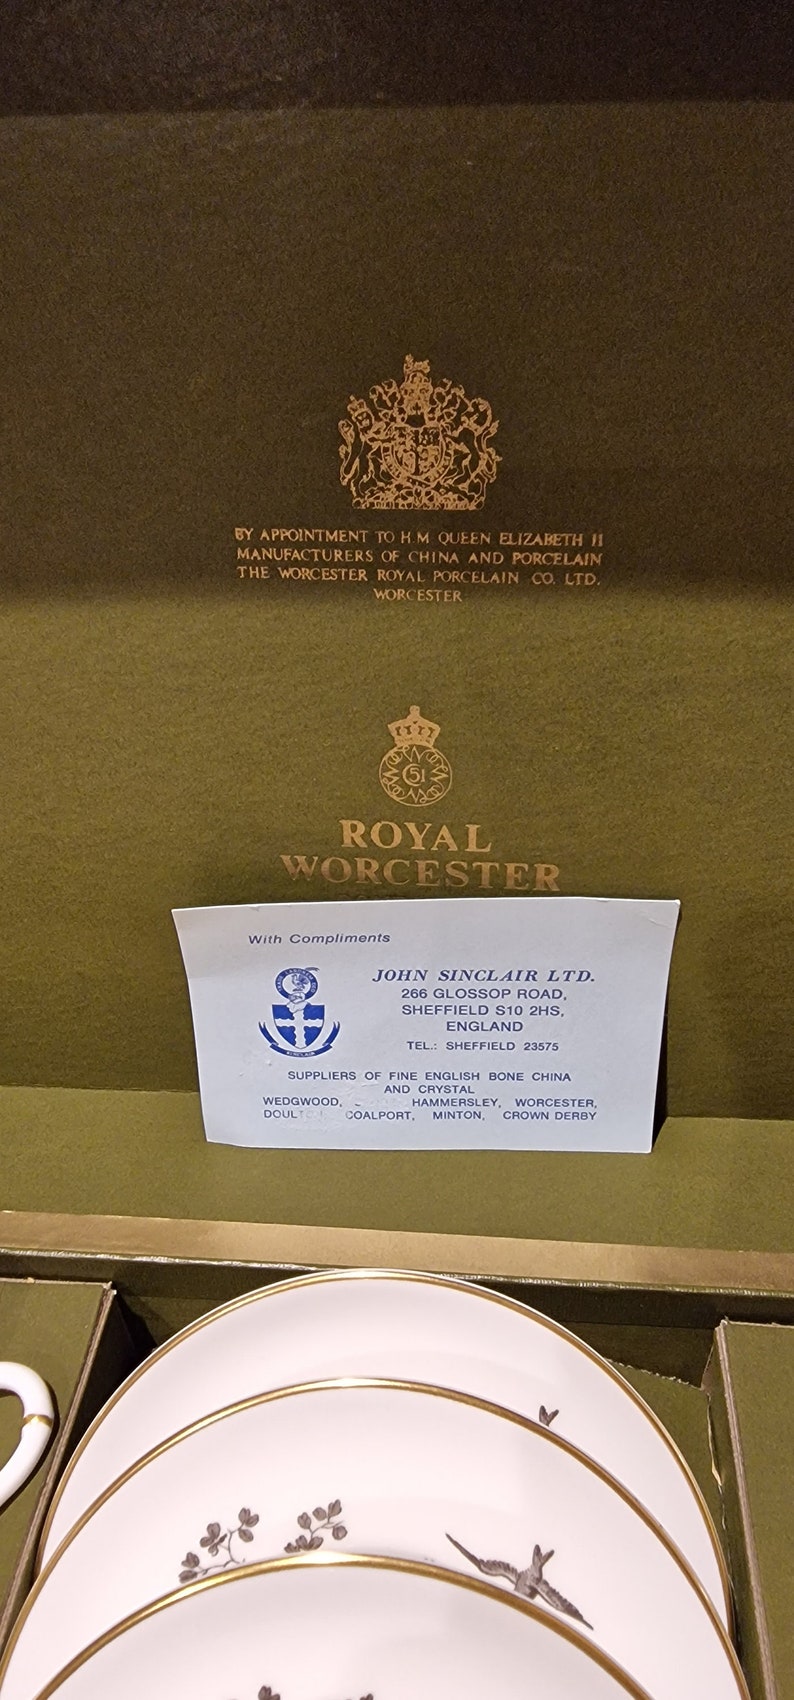 BY APPOINTMENT TO H.M QUEEN ELIZABETH II
MANUFACTURERS OF CHINA AND PORCELAIN
THE WORCESTER ROYAL PORCELAIN CO. LTD.
WORCESTER
51
ROYAL
WORCESTER
With Compliments
JOHN SINCLAIR LTD.
266 GLOSSOP ROAD,
SHEFFIELD S10 2HS,
ENGLAND
TEL.: SHEFFIELD 23575
SINCLAIR
SUPPLIERS OF FINE ENGLISH BONE CHINA
AND CRYSTAL
WEDGWOOD, HAMMERSLEY, WORCESTER,
COALPORT, MINTON, CROWN DERBY